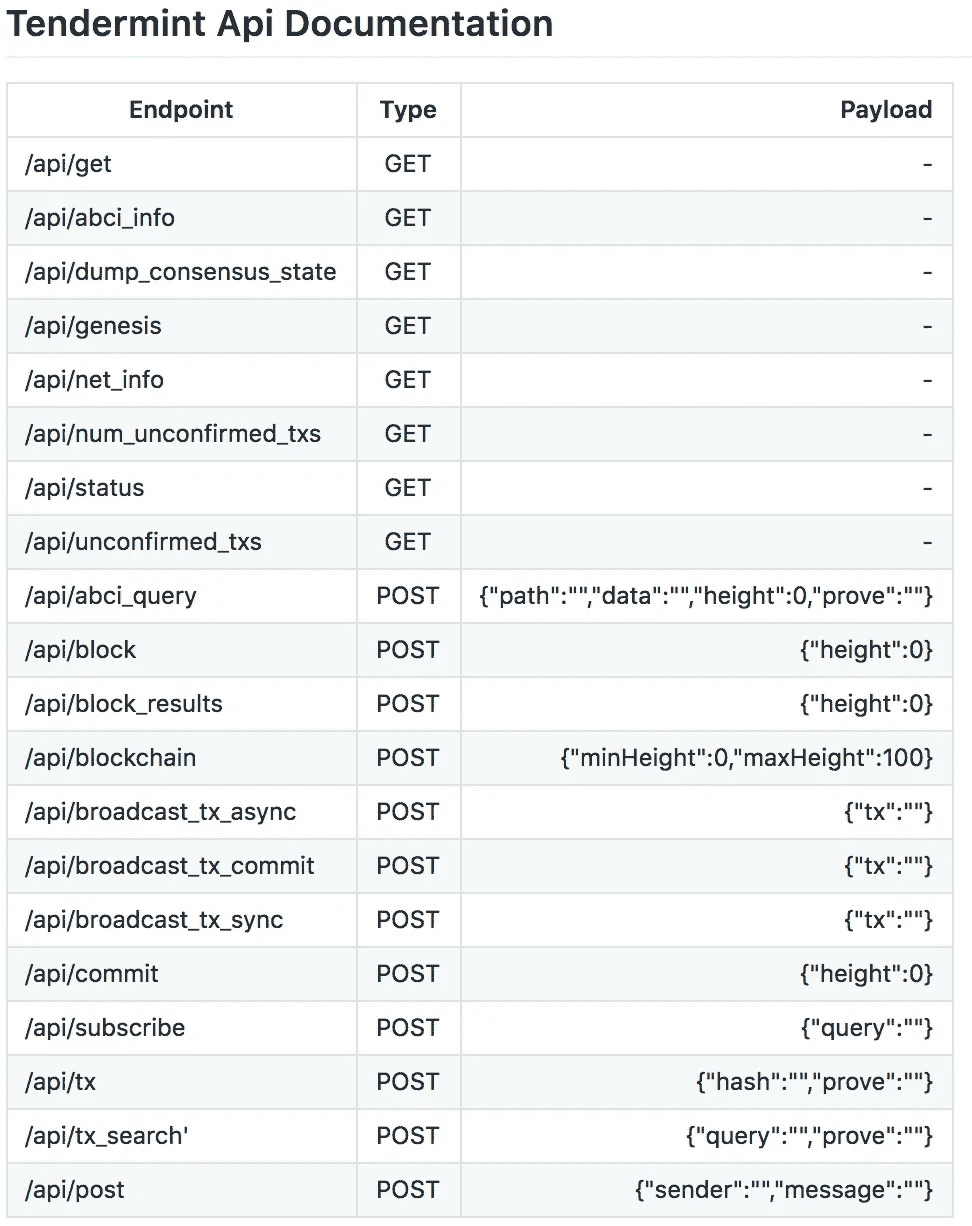 Tendermint Api Documentation
Endpoint Type Payload
/api/get GET -
/api/abci_info GET -
/api/dump_consensus_state GET -
/api/genesis GET -
/api/net_info GET -
/api/num_unconfirmed_txs GET -
/api/status GET -
/api/unconfirmed_txs GET -
/api/abci_query POST {"path":"","data":"","height":0,"prove":""}
/api/block POST {"height":0}
/api/block_results POST {"height":0}
/api/blockchain POST {"minHeight":0,"maxHeight":100}
/api/broadcast_tx_async POST {"tx":""}
/api/broadcast_tx_commit POST {"tx":""}
/api/broadcast_tx_sync POST {"tx":""}
/api/commit POST {"height":0}
/api/subscribe POST {"query":""}
/api/tx POST {"hash":"","prove":""}
/api/tx_search' POST {"query":"","prove":""}
/api/post POST {"sender":"","message":""}